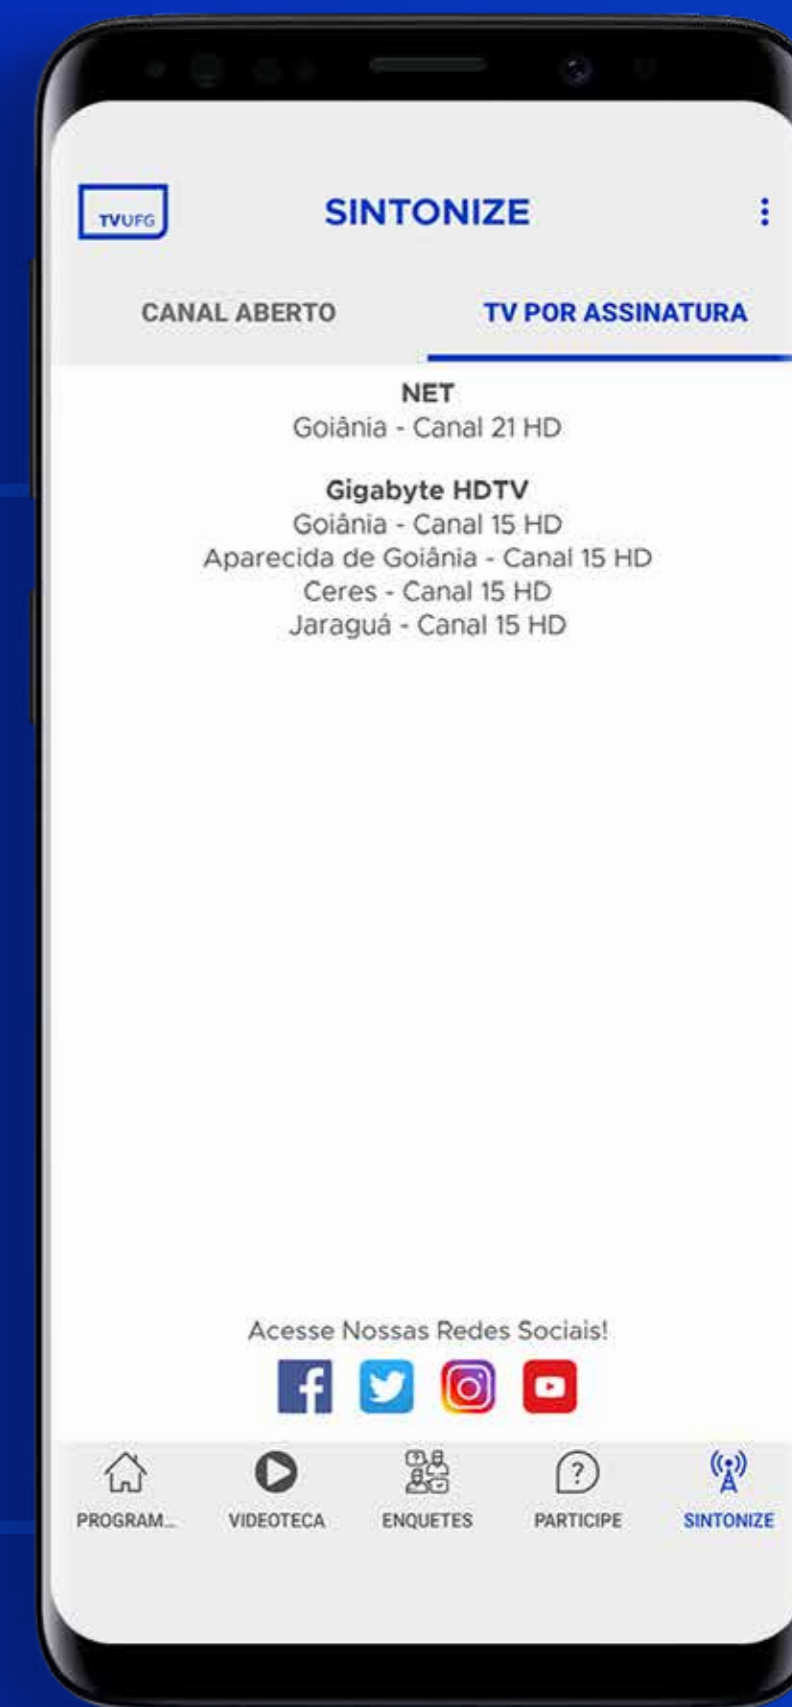 TVUFG
SINTONIZE
CANAL ABERTO
TV POR ASSINATURA
NET
Goiânia - Canal 21 HD
Gigabyte HDTV
Goiânia - Canal 15 HD
Aparecida de Goiânia - Canal 15 HD
Ceres - Canal 15 HD
Jaraguá - Canal 15 HD
Acesse Nossas Redes Sociais!
PROGRAM...
VIDEOTECA
ENQUETES
PARTICIPE
SINTONIZE